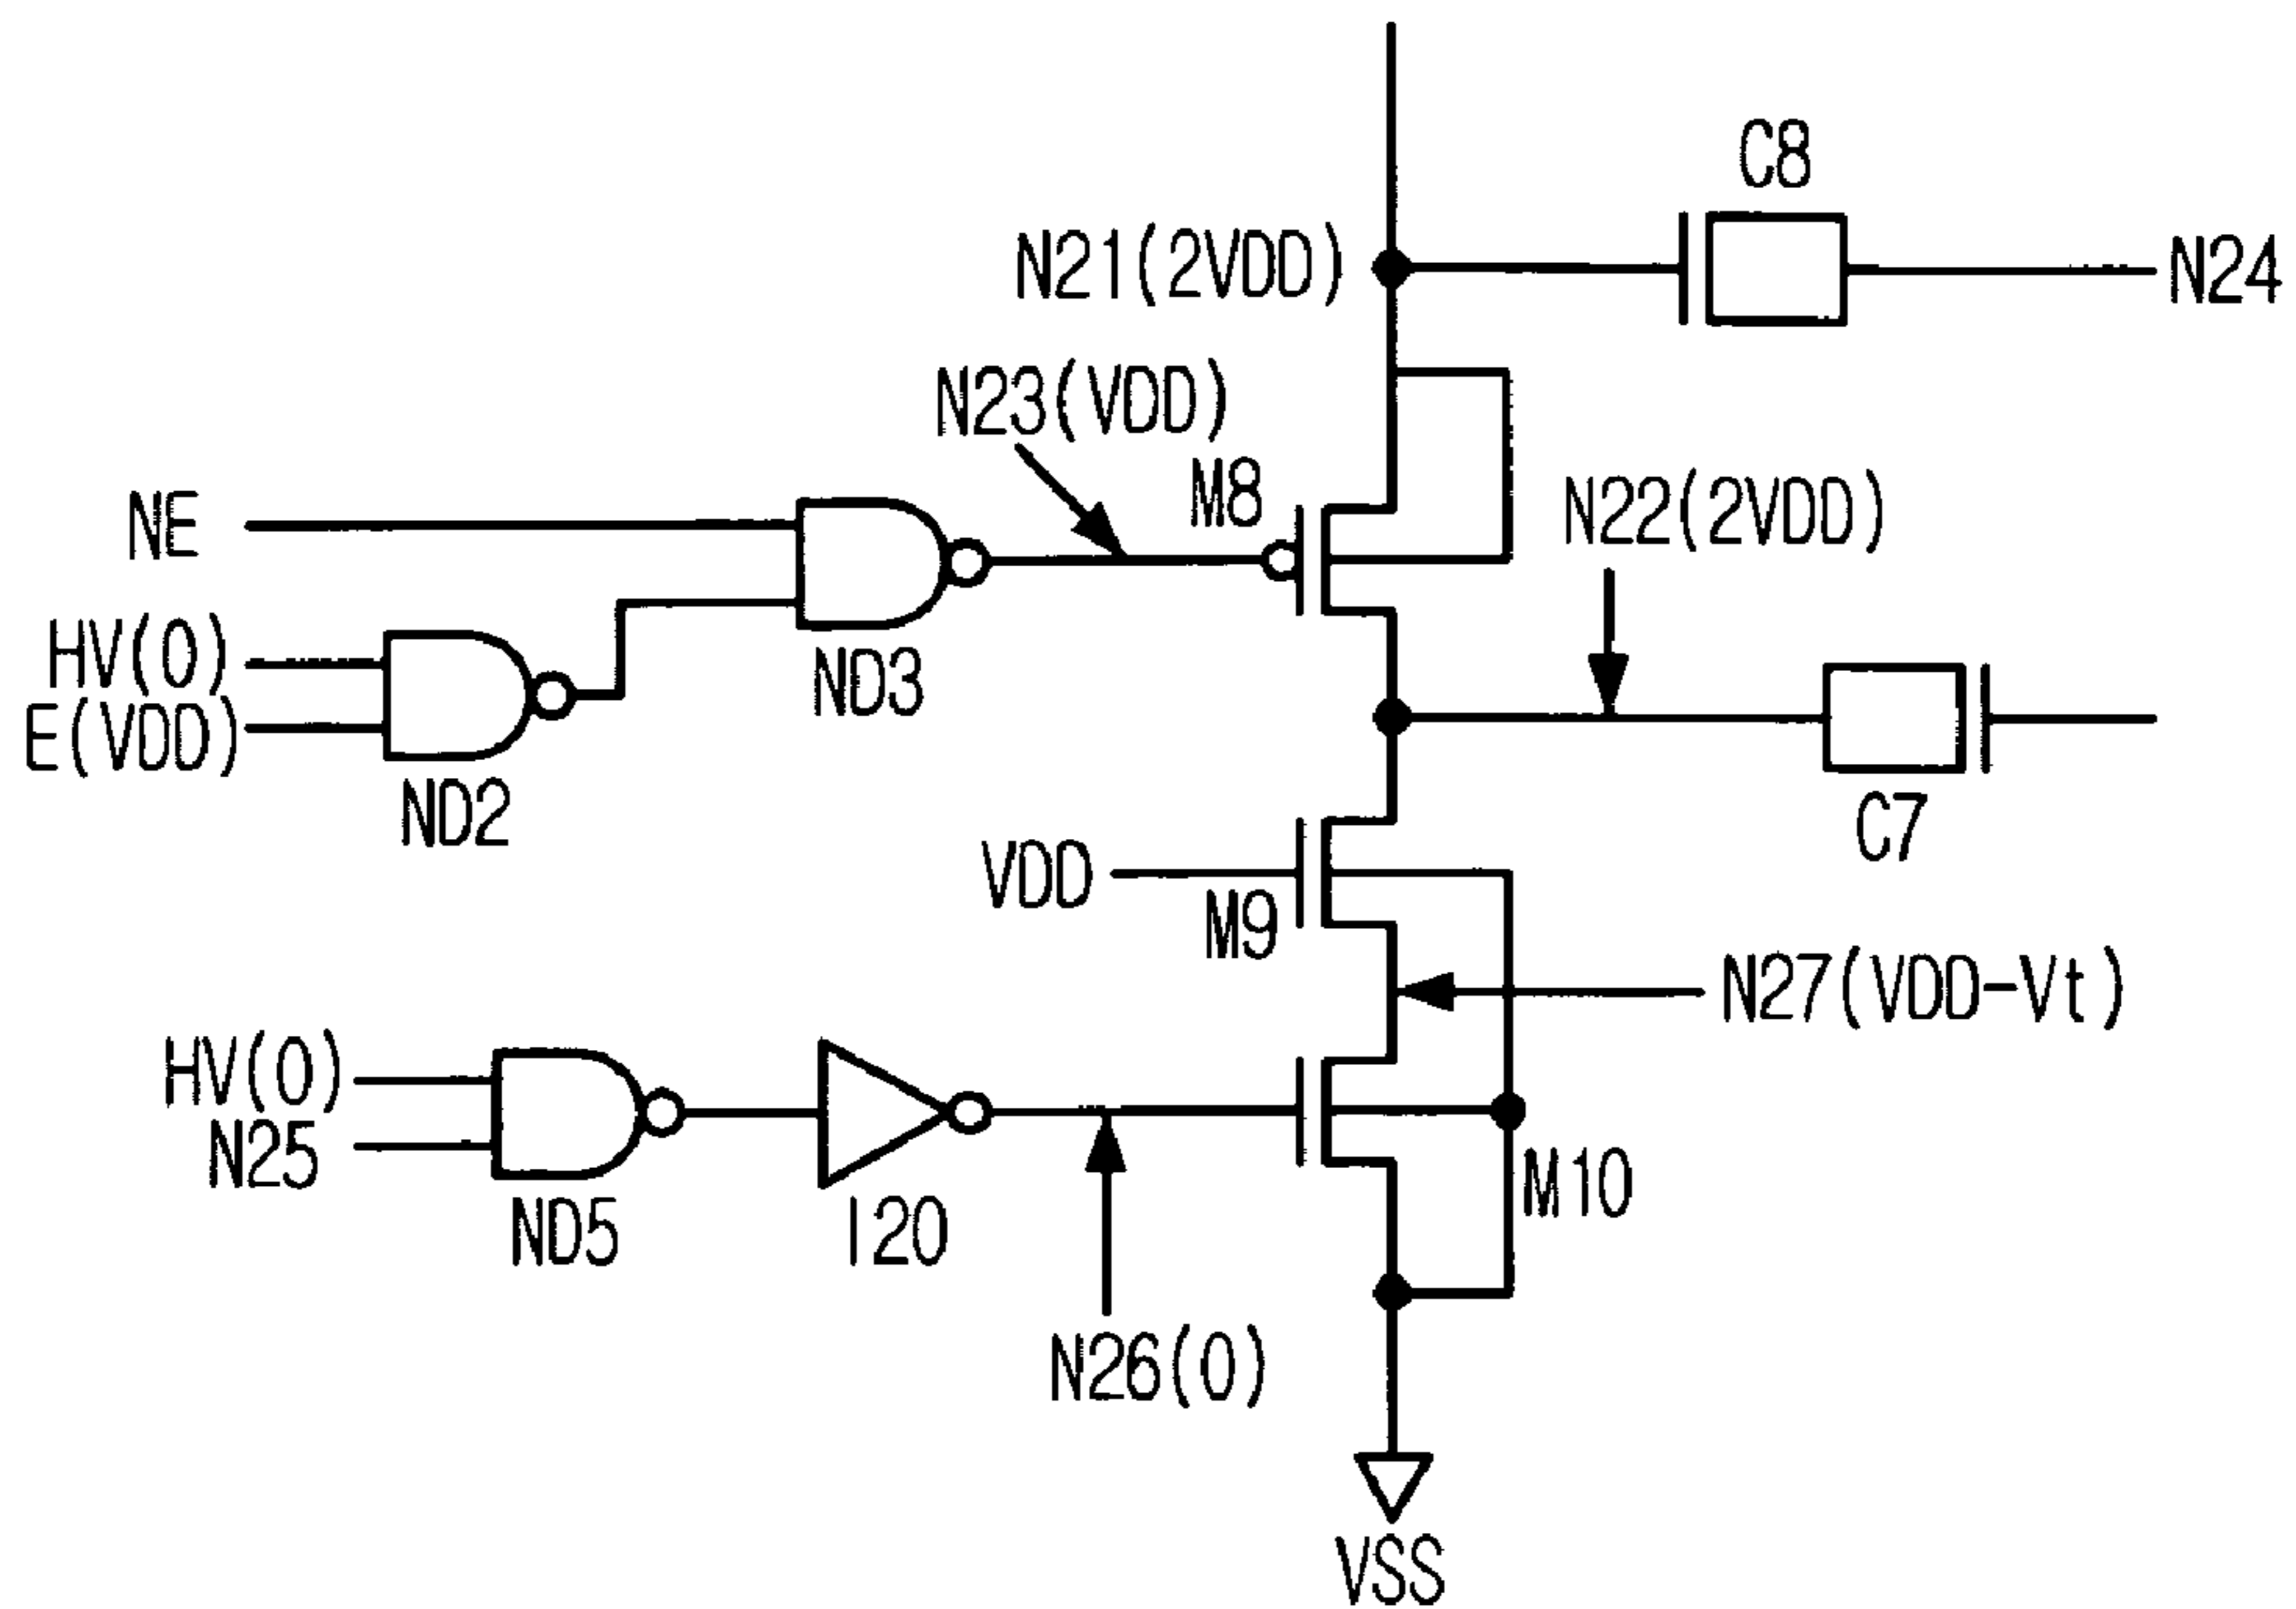 C8
N21(2VDD)
N24
N23(VDD)
M8
N22(2VDD)
NE
HV(0)
ND3
E(VDD)
ND2
C7
VDD
M9
N27(VDD-Vt)
HV(0)
N25
M10
ND5
I20
N26(0)
VSS